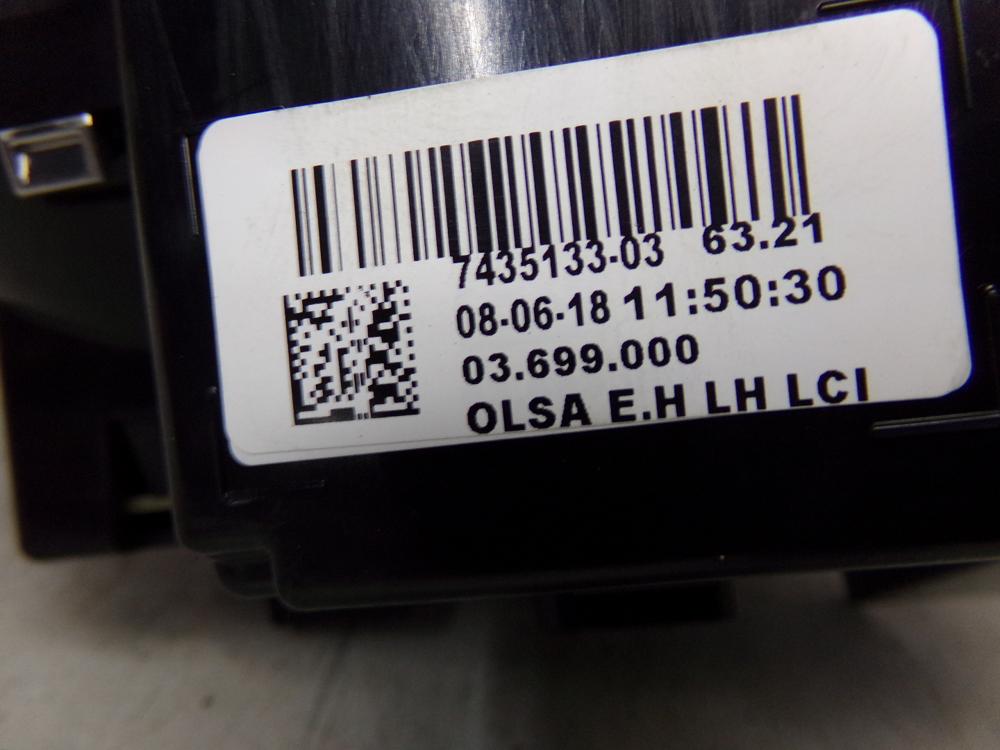 7435133-03 63.21
08-06-18 11:50:30
03.699.000
OLSA E.H LH LCI